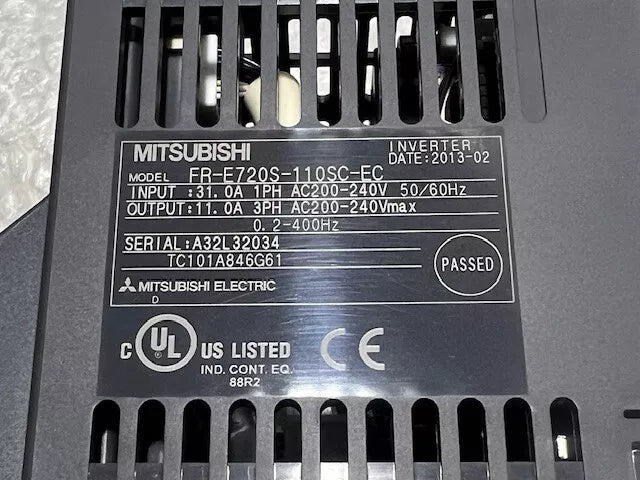 MITSUBISHI
INVERTER
DATE:2013-02
MODEL FR-E720S-110SC-EC
INPUT :31.0A 1PH AC200-240V 50/60Hz
OUTPUT:11.0A 3PH AC200-240Vmax
0.2-400Hz
SERIAL:A32L32034
TC101A846G61
PASSED
MITSUBISHI ELECTRIC
D
C UL US LISTED CE
IND. CONT. EQ.
88R2